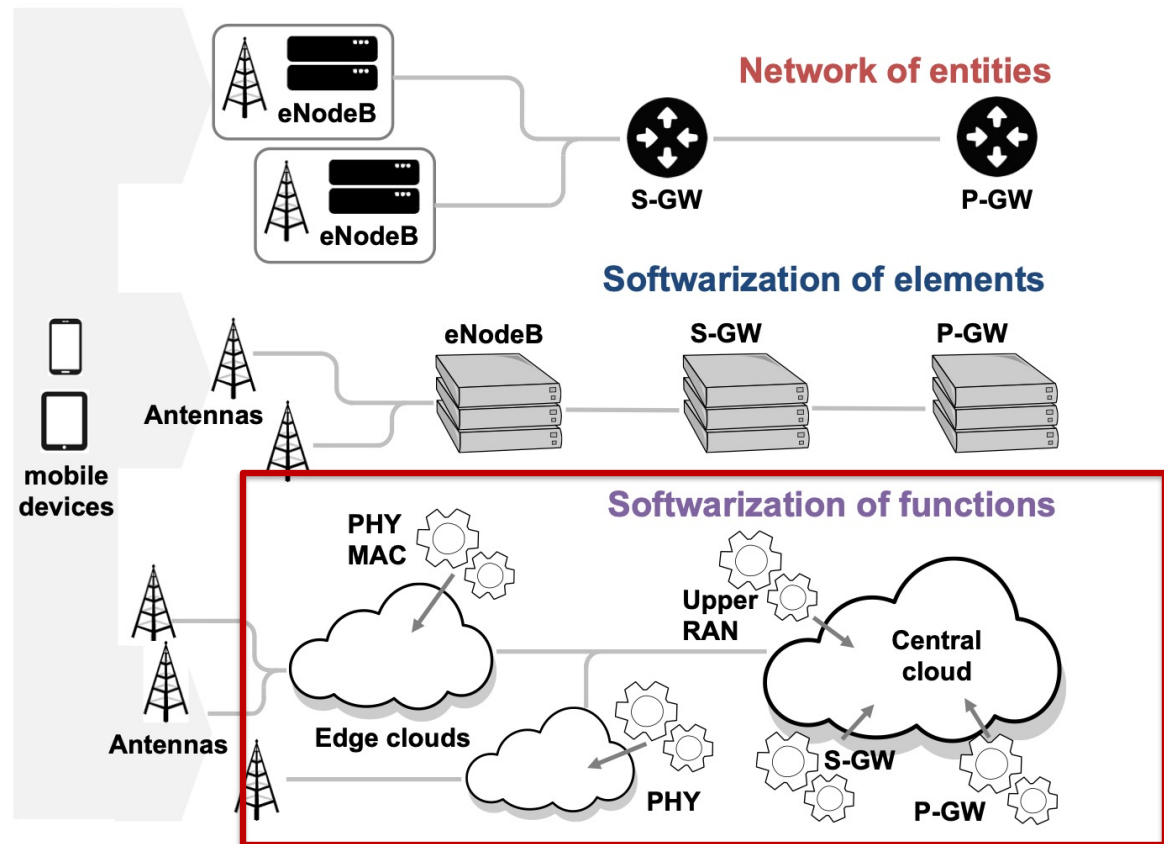 Network of entities
eNodeB
eNodeB
S-GW
P-GW
Softwarization of elements
eNodeB
S-GW
P-GW
Antennas
mobile
devices
Softwarization of functions
PHY
MAC
Upper
RAN
Central
cloud
Antennas
Edge clouds
S-GW
PHY
P-GW